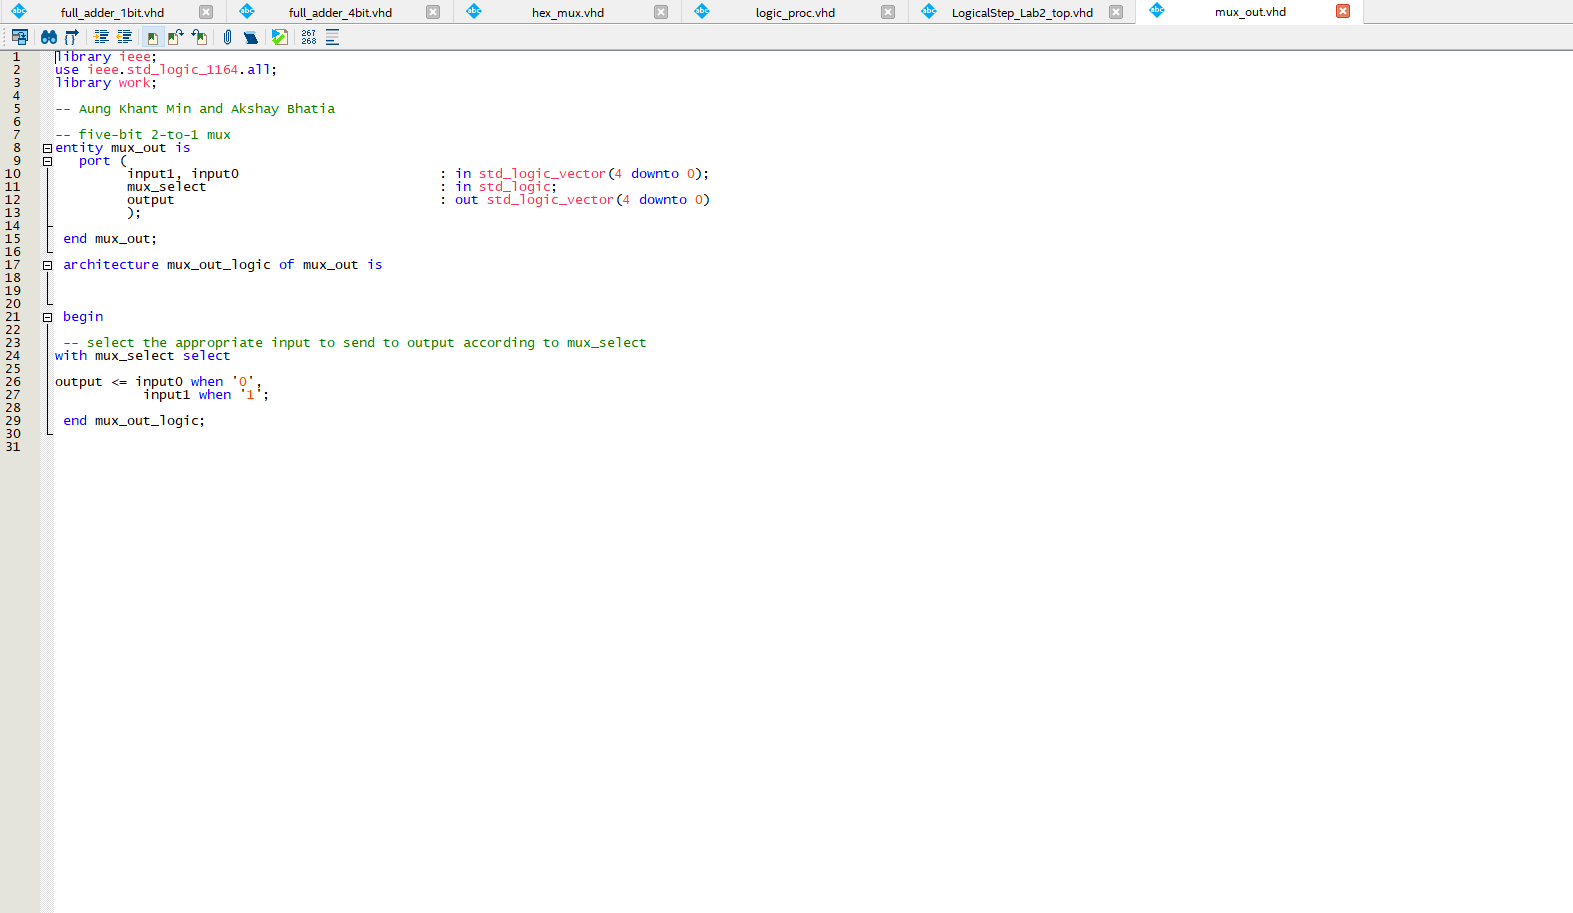 full_adder_1bit.vhd full_adder_4bit.vhd hex_mux.vhd logic_proc.vhd LogicalStep_Lab2_top.vhd mux_out.vhd
267
268
1 library ieee;
2 use ieee.std_logic_1164.all;
3 library work;
4
5 -- Aung Khant Min and Akshay Bhatia
6
7 -- five-bit 2-to-1 mux
8 entity mux_out is
9 port (
10 input1, input0 : in std_logic_vector(4 downto 0);
11 mux_select : in std_logic;
12 output : out std_logic_vector(4 downto 0)
13 );
14
15 end mux_out;
16
17 architecture mux_out_logic of mux_out is
18
19
20
21 begin
22
23 -- select the appropriate input to send to output according to mux_select
24 with mux_select select
25
26 output <= input0 when '0',
27 input1 when '1';
28
29 end mux_out_logic;
30
31